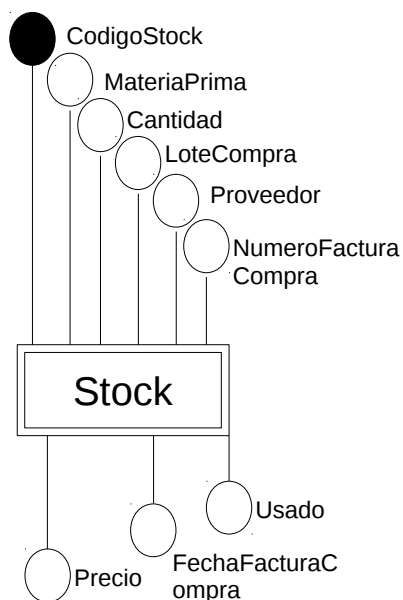 CodigoStock
MateriaPrima
Cantidad
LoteCompra
Proveedor
NumeroFactura
Compra
Stock
Usado
FechaFacturaC
ompra
Precio